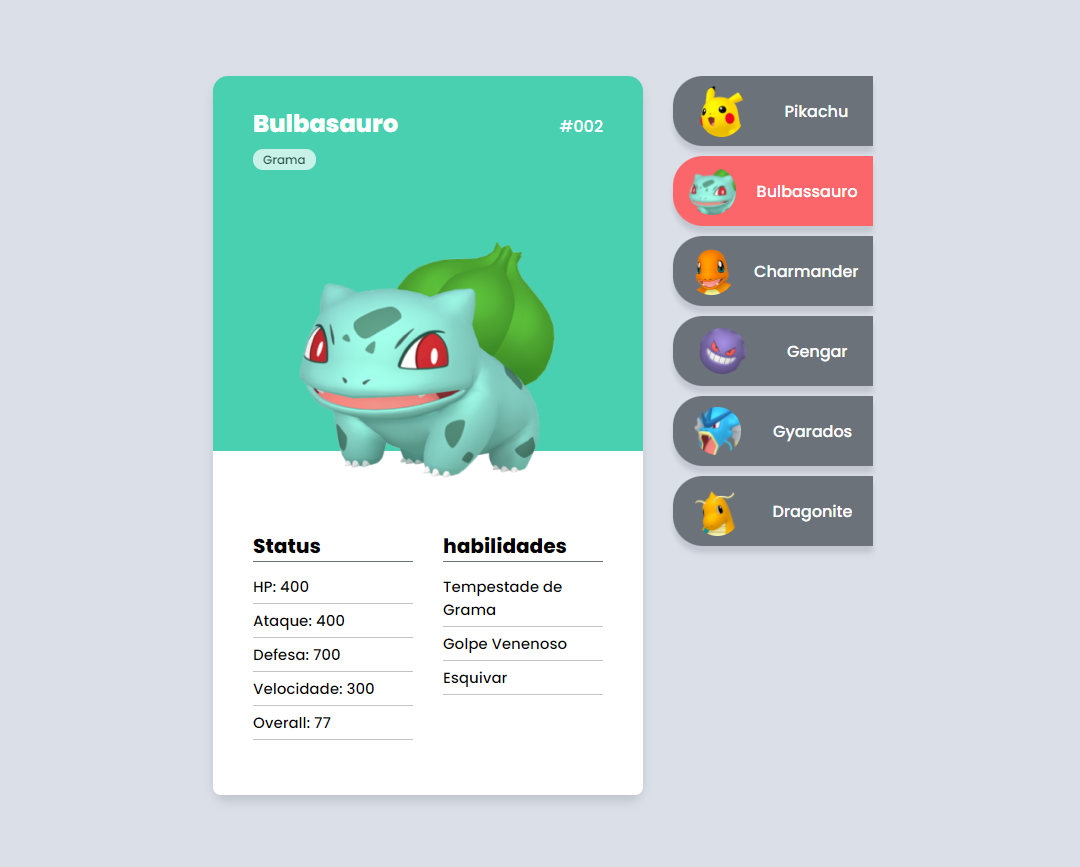 Bulbasauro
#002
Grama
Status
HP: 400
Ataque: 400
Defesa: 700
Velocidade: 300
Overall: 77
habilidades
Tempestade de
Grama
Golpe Venenoso
Esquivar
Pikachu
Bulbassauro
Charmander
Gengar
Gyarados
Dragonite